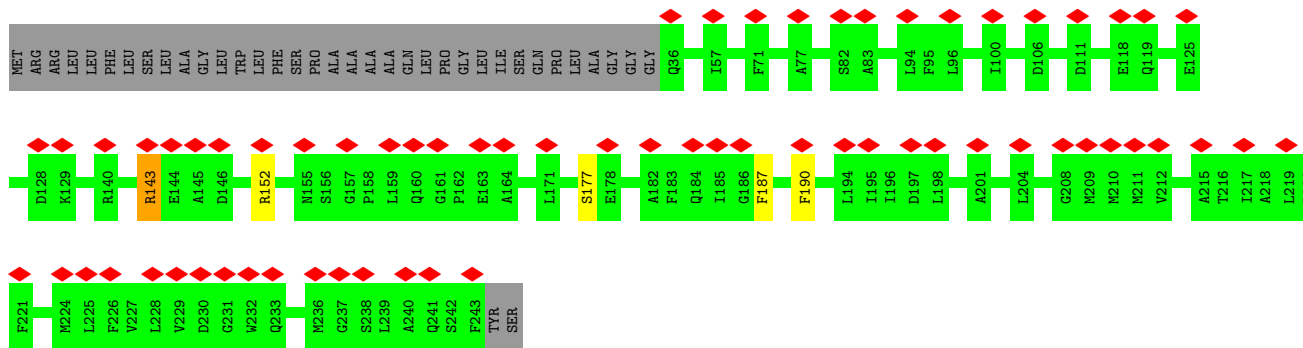 MET ARG ARG LEU LEU PHE LEU SER LEU ALA GLY LEU TRP LEU PHE SER PRO ALA ALA ALA ALA GLN LEU PRO GLY LEU ILE SER GLN PRO LEU ALA GLY GLY GLY Q36 I57 F71 A77 S82 A83 L94 F95 L96 I100 D106 D111 E118 Q119 E125
D128 K129 R140 R143 E144 A145 D146 R152 N155 S156 G157 P158 L159 Q160 G161 P162 E163 A164 L171 S177 E178 A182 F183 Q184 I185 G186 F187 F190 L194 I195 I196 D197 L198 A201 L204 G208 M209 M210 M211 V212 A215 T216 I217 A218 L219
F221 M224 L225 F226 V227 L228 V229 D230 G231 W232 Q233 M236 G237 S238 L239 A240 Q241 S242 F243 TYR SER